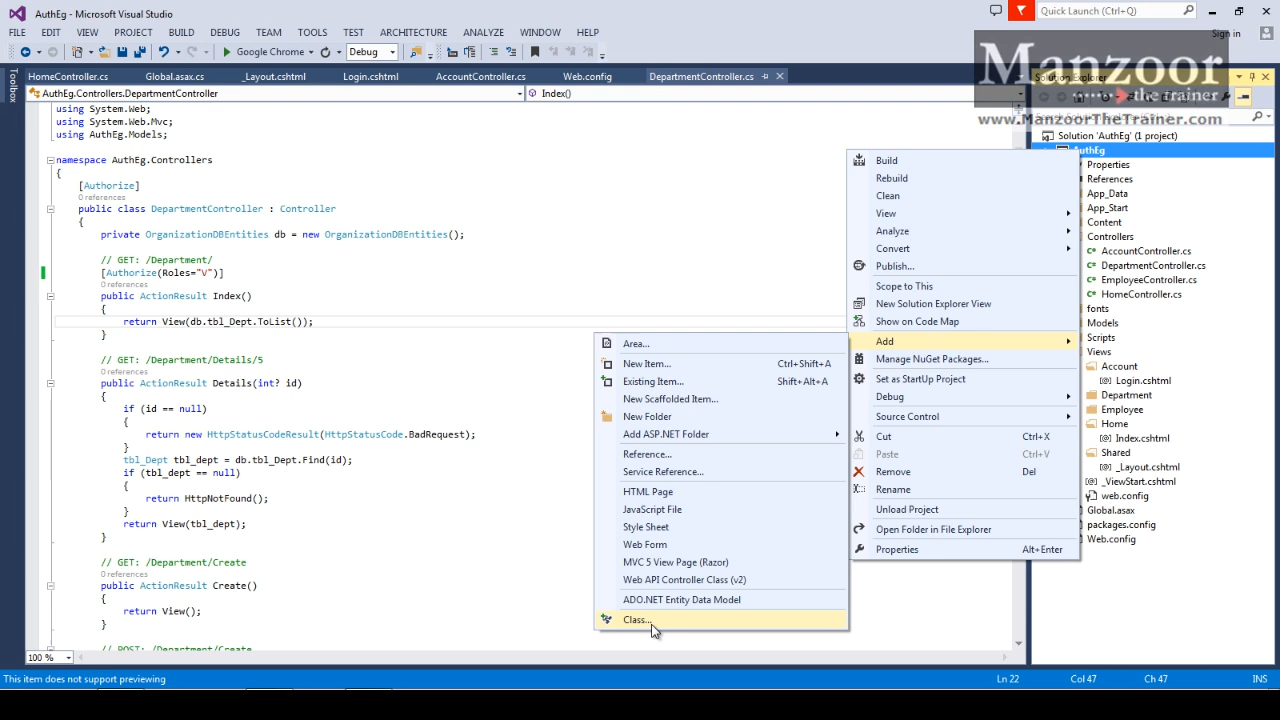 AuthEg - Microsoft Visual Studio
Quick Launch (Ctrl+Q)
FILE EDIT VIEW PROJECT BUILD DEBUG TEAM TOOLS TEST ARCHITECTURE ANALYZE WINDOW HELP
Sign in
Google Chrome
Debug
Manzoor
the trainer
www.ManzoorTheTrainer.com
Toolbox
HomeController.cs Global.asax.cs _Layout.cshtml Login.cshtml AccountController.cs Web.config DepartmentController.cs
Solution Explorer
AuthEg.Controllers.DepartmentController
Index()
using System.Web;
using System.Web.Mvc;
using AuthEg.Models;
namespace AuthEg.Controllers
{
[Authorize]
0 references
public class DepartmentController : Controller
{
private OrganizationDBEntities db = new OrganizationDBEntities();
// GET: /Department/
[Authorize(Roles="V")]
0 references
public ActionResult Index()
{
return View(db.tbl_Dept.ToList());
}
// GET: /Department/Details/5
0 references
public ActionResult Details(int? id)
{
if (id == null)
{
return new HttpStatusCodeResult(HttpStatusCode.BadRequest);
}
tbl_Dept tbl_dept = db.tbl_Dept.Find(id);
if (tbl_dept == null)
{
return HttpNotFound();
}
return View(tbl_dept);
}
// GET: /Department/Create
0 references
public ActionResult Create()
{
return View();
}
// POST: /Department/Create
100 %
Area...
New Item... Ctrl+Shift+A
Existing Item... Shift+Alt+A
New Scaffolded Item...
New Folder
Add ASP.NET Folder
Reference...
Service Reference...
HTML Page
JavaScript File
Style Sheet
Web Form
MVC 5 View Page (Razor)
Web API Controller Class (v2)
ADO.NET Entity Data Model
Class...
Build
Rebuild
Clean
View
Analyze
Convert
Publish...
Scope to This
New Solution Explorer View
Show on Code Map
Add
Manage NuGet Packages...
Set as StartUp Project
Debug
Source Control
Cut Ctrl+X
Paste Ctrl+V
Remove Del
Rename
Unload Project
Open Folder in File Explorer
Properties Alt+Enter
Solution 'AuthEg' (1 project)
AuthEg
Properties
References
App_Data
App_Start
Content
Controllers
AccountController.cs
DepartmentController.cs
EmployeeController.cs
HomeController.cs
fonts
Models
Scripts
Views
Account
Login.cshtml
Department
Employee
Home
Index.cshtml
Shared
_Layout.cshtml
_ViewStart.cshtml
web.config
Global.asax
packages.config
Web.config
This item does not support previewing
Ln 22 Col 47 Ch 47 INS